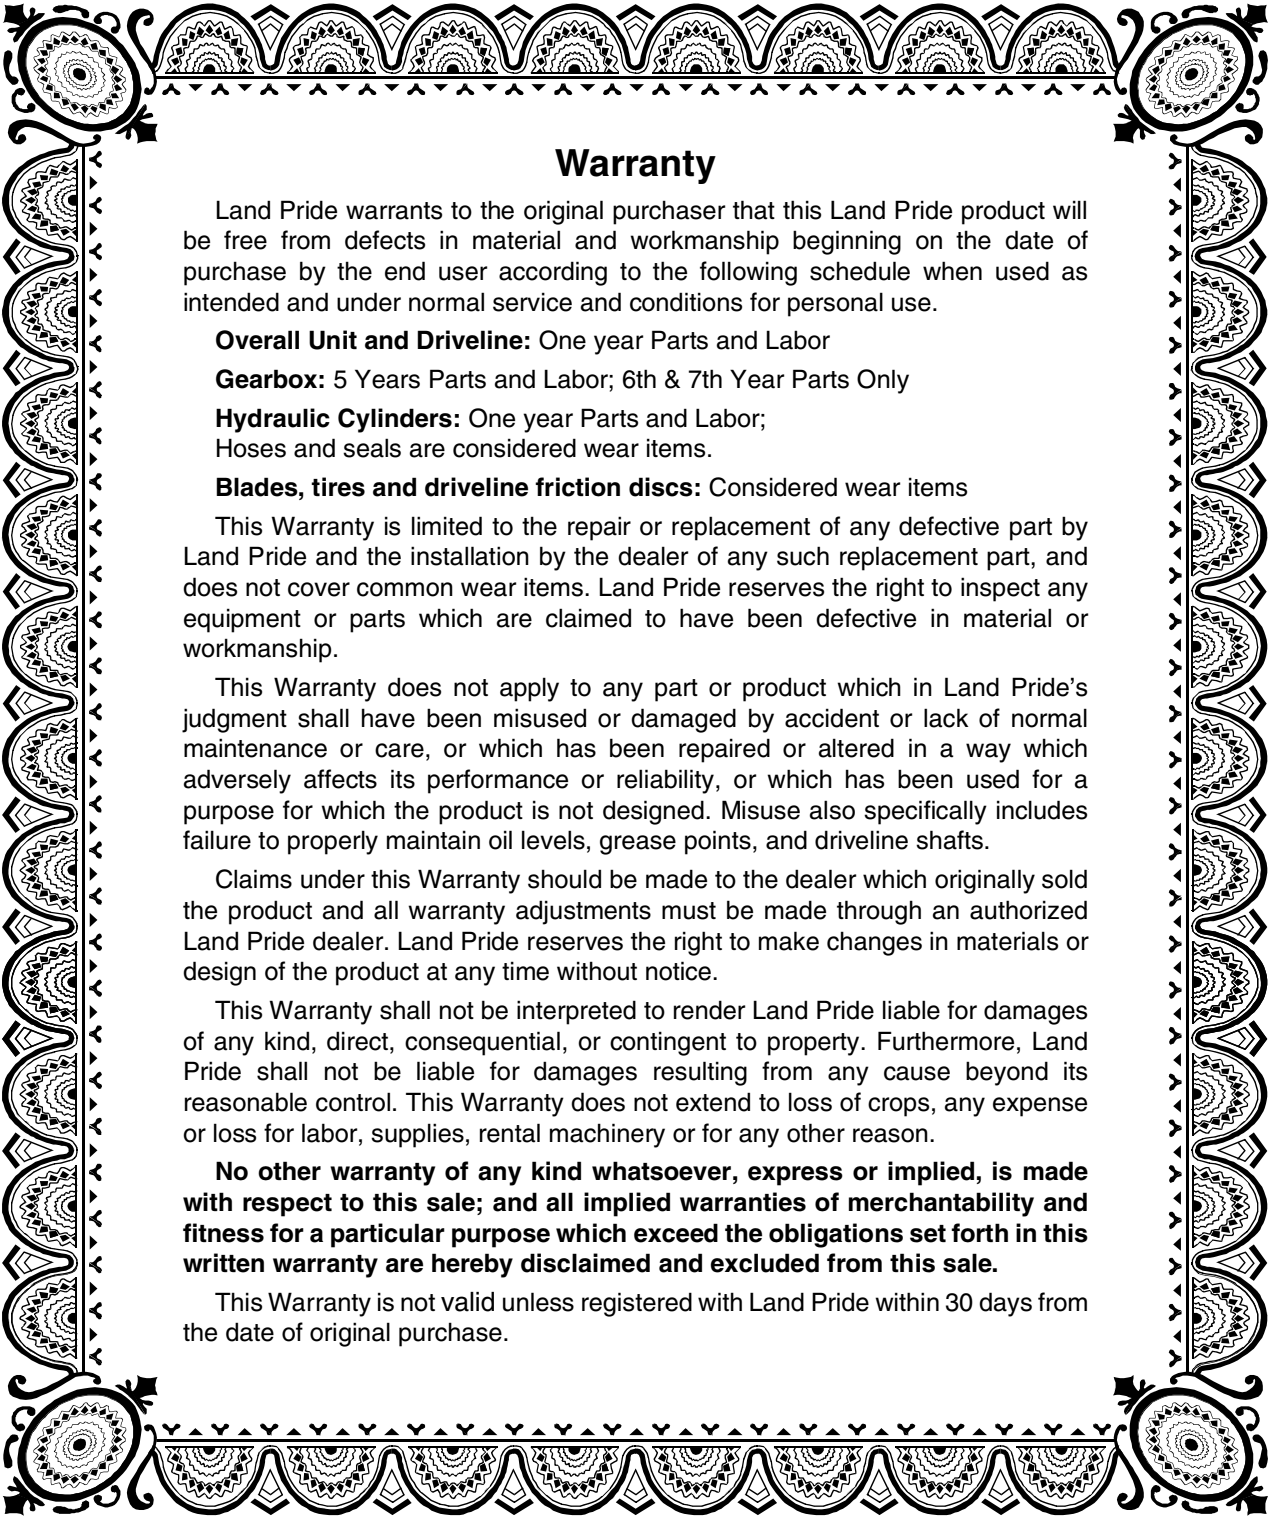 Warranty
Land Pride warrants to the original purchaser that this Land Pride product will
be free from defects in material and workmanship beginning on the date of
purchase by the end user according to the following schedule when used as
intended and under normal service and conditions for personal use.
Overall Unit and Driveline: One year Parts and Labor
Gearbox: 5 Years Parts and Labor; 6th & 7th Year Parts Only
Hydraulic Cylinders: One year Parts and Labor;
Hoses and seals are considered wear items.
Blades, tires and driveline friction discs: Considered wear items
This Warranty is limited to the repair or replacement of any defective part by
Land Pride and the installation by the dealer of any such replacement part, and
does not cover common wear items. Land Pride reserves the right to inspect any
equipment or parts which are claimed to have been defective in material or
workmanship.
This Warranty does not apply to any part or product which in Land Pride’s
judgment shall have been misused or damaged by accident or lack of normal
maintenance or care, or which has been repaired or altered in a way which
adversely affects its performance or reliability, or which has been used for a
purpose for which the product is not designed. Misuse also specifically includes
failure to properly maintain oil levels, grease points, and driveline shafts.
Claims under this Warranty should be made to the dealer which originally sold
the product and all warranty adjustments must be made through an authorized
Land Pride dealer. Land Pride reserves the right to make changes in materials or
design of the product at any time without notice.
This Warranty shall not be interpreted to render Land Pride liable for damages
of any kind, direct, consequential, or contingent to property. Furthermore, Land
Pride shall not be liable for damages resulting from any cause beyond its
reasonable control. This Warranty does not extend to loss of crops, any expense
or loss for labor, supplies, rental machinery or for any other reason.
No other warranty of any kind whatsoever, express or implied, is made
with respect to this sale; and all implied warranties of merchantability and
fitness for a particular purpose which exceed the obligations set forth in this
written warranty are hereby disclaimed and excluded from this sale.
This Warranty is not valid unless registered with Land Pride within 30 days from
the date of original purchase.